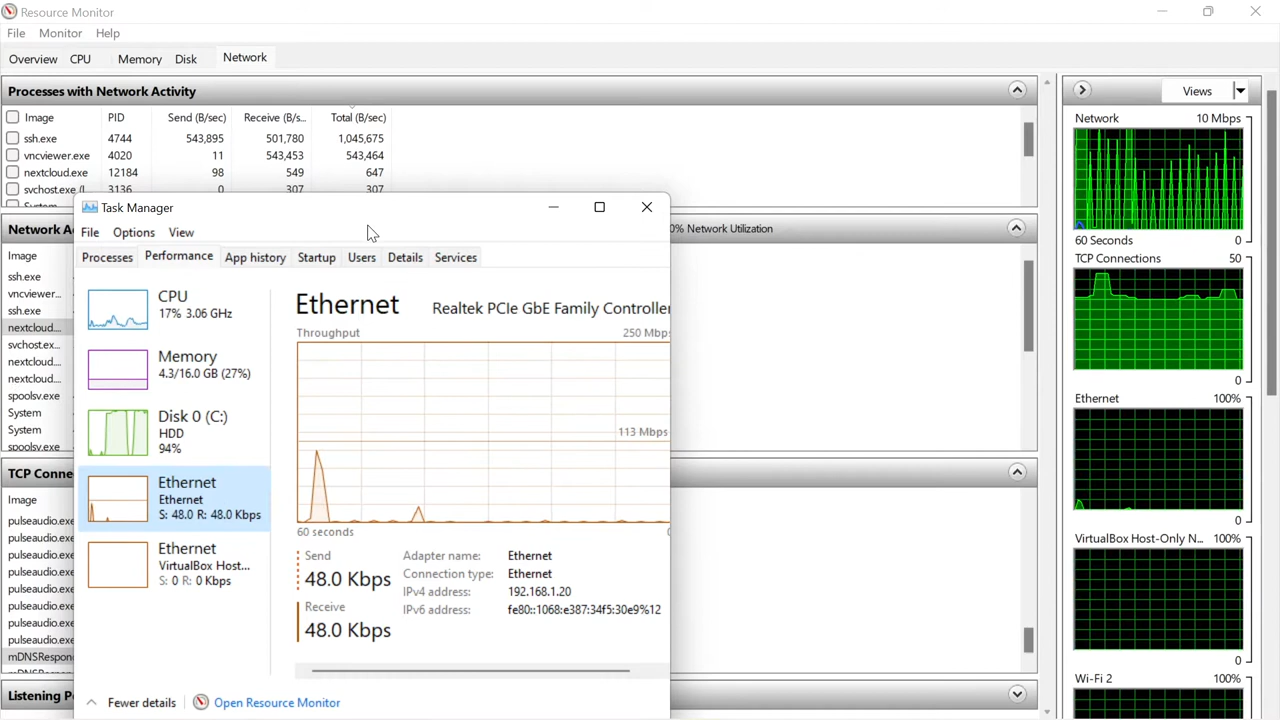 Resource Monitor
File Monitor Help
Overview CPU Memory Disk Network
Processes with Network Activity
Image PID Send (B/sec) Receive (B/s... Total (B/sec)
ssh.exe 4744 543,895 501,780 1,045,675
vncviewer.exe 4020 11 543,453 543,464
nextcloud.exe 12184 98 549 647
svchost.exe (L 3136 0 307 307
System
Network A
0% Network Utilization
Image
ssh.exe
vncviewer...
ssh.exe
nextcloud....
svchost.ex...
nextcloud....
nextcloud....
spoolsv.exe
System
System
spoolsv.exe
TCP Conne
Image
pulseaudio.exe
pulseaudio.exe
pulseaudio.exe
pulseaudio.exe
pulseaudio.exe
pulseaudio.exe
pulseaudio.exe
pulseaudio.exe
mDNSRespon
mDNSRespon
Listening P
Task Manager
File Options View
Processes Performance App history Startup Users Details Services
CPU
17% 3.06 GHz
Memory
4.3/16.0 GB (27%)
Disk 0 (C:)
HDD
94%
Ethernet
Ethernet
S: 48.0 R: 48.0 Kbps
Ethernet
VirtualBox Host...
S: 0 R: 0 Kbps
Ethernet Realtek PCIe GbE Family Controller
Throughput 250 Mbps
113 Mbps
60 seconds 0
Send
48.0 Kbps
Receive
48.0 Kbps
Adapter name: Ethernet
Connection type: Ethernet
IPv4 address: 192.168.1.20
IPv6 address: fe80::1068:e387:34f5:30e9%12
Fewer details Open Resource Monitor
Views
Network 10 Mbps
60 Seconds 0
TCP Connections 50
0
Ethernet 100%
0
VirtualBox Host-Only N... 100%
0
Wi-Fi 2 100%